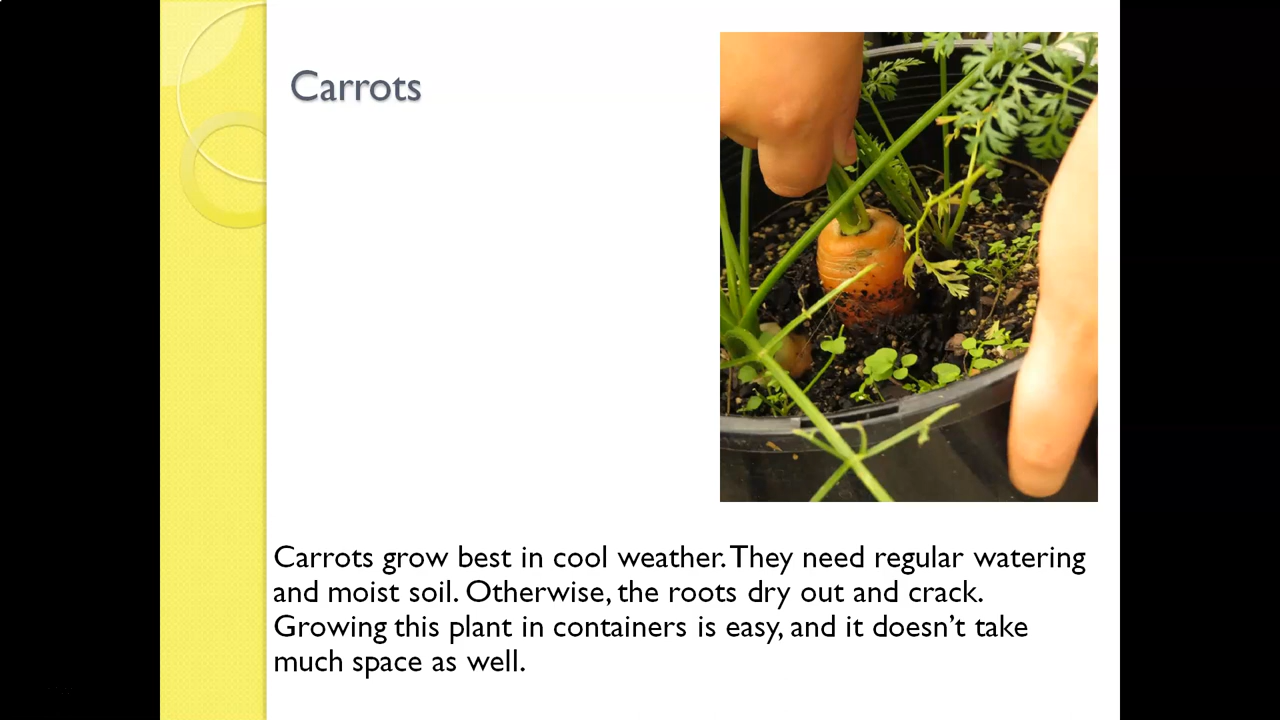 Carrots
Carrots grow best in cool weather. They need regular watering
and moist soil. Otherwise, the roots dry out and crack.
Growing this plant in containers is easy, and it doesn’t take
much space as well.